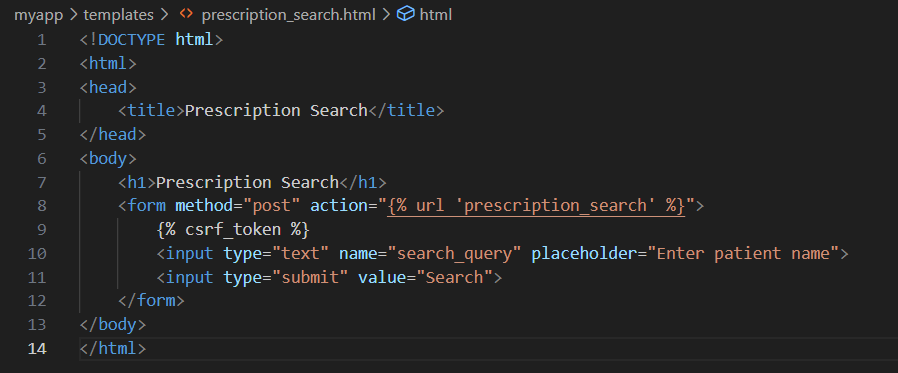 myapp > templates > <> prescription_search.html > html
1 <!DOCTYPE html>
2 <html>
3 <head>
4     <title>Prescription Search</title>
5 </head>
6 <body>
7     <h1>Prescription Search</h1>
8     <form method="post" action="{% url 'prescription_search' %}">
9         {% csrf_token %}
10         <input type="text" name="search_query" placeholder="Enter patient name">
11         <input type="submit" value="Search">
12     </form>
13 </body>
14 </html>